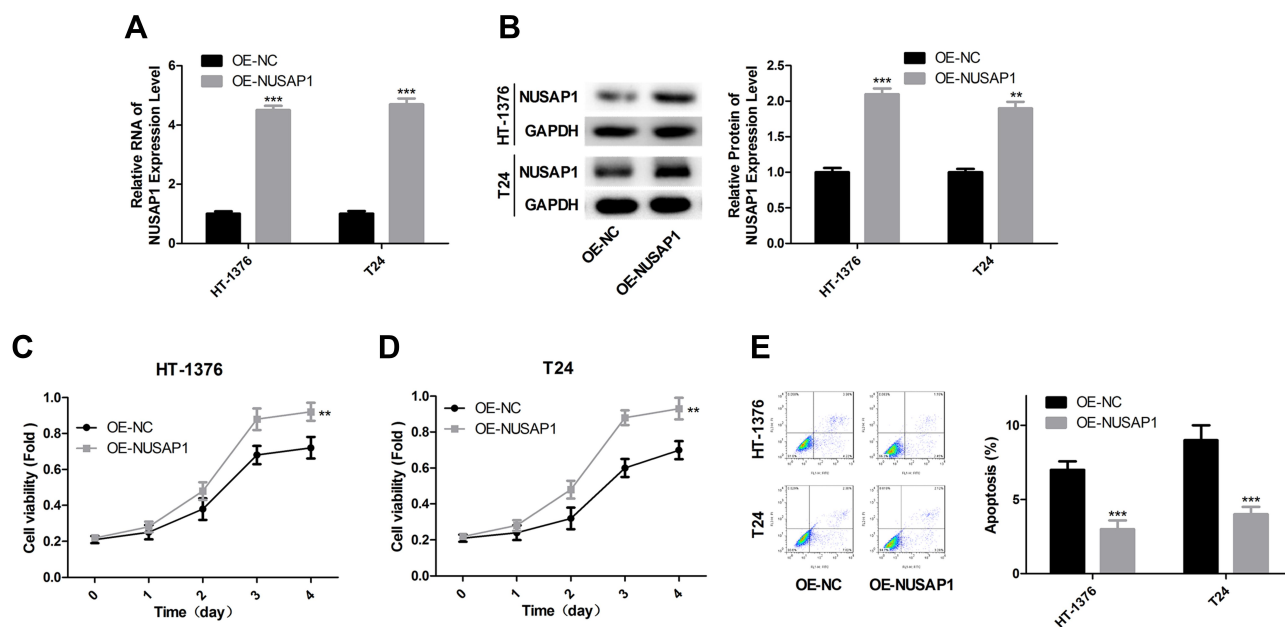 A
OE-NC
OE-NUSAP1
Relative RNA of
NUSAP1 Expression Level
6
4
2
0
***
***
HT-1376
T24
B
HT-1376
NUSAP1
GAPDH
T24
NUSAP1
GAPDH
OE-NC
OE-NUSAP1
OE-NC
OE-NUSAP1
Relative Protein of
NUSAP1 Expression Level
2.5
2.0
1.5
1.0
0.5
0.0
***
**
HT-1376
T24
C
HT-1376
Cell viability (Fold)
1.0
0.8
0.6
0.4
0.2
0.0
OE-NC
OE-NUSAP1
**
0 1 2 3 4
Time (day)
D
T24
Cell viability (Fold)
1.0
0.8
0.6
0.4
0.2
0.0
OE-NC
OE-NUSAP1
**
0 1 2 3 4
Time (day)
E
HT-1376
T24
OE-NC OE-NUSAP1
OE-NC
OE-NUSAP1
Apoptosis (%)
10
5
0
***
***
HT-1376
T24